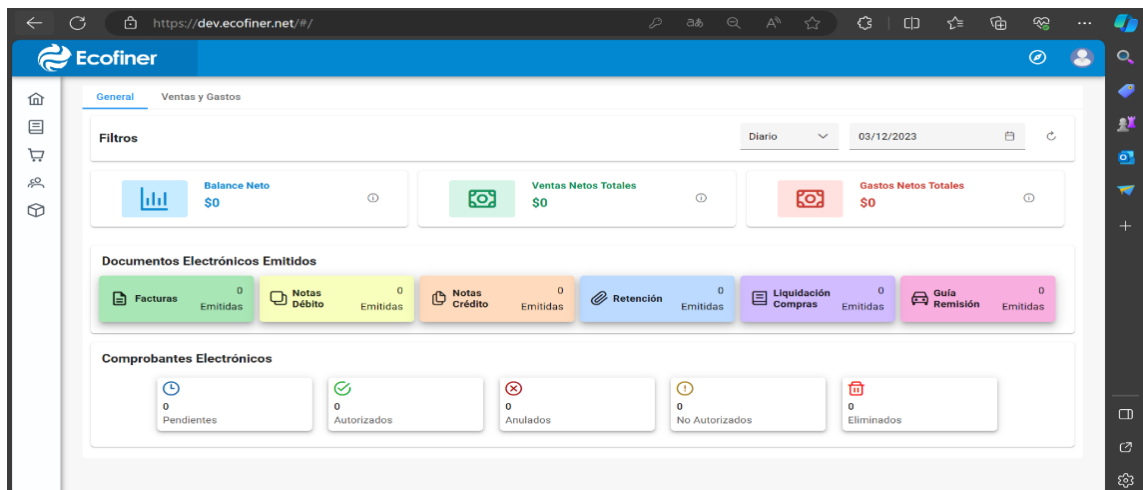 https://dev.ecofiner.net/#/
Ecofiner
General Ventas y Gastos
Filtros Diario 03/12/2023
Balance Neto
$0
Ventas Netos Totales
$0
Gastos Netos Totales
$0
Documentos Electrónicos Emitidos
Facturas 0 Emitidas
Notas Débito 0 Emitidas
Notas Crédito 0 Emitidas
Retención 0 Emitidas
Liquidación Compras 0 Emitidas
Guía Remisión 0 Emitidas
Comprobantes Electrónicos
0
Pendientes
0
Autorizados
0
Anulados
0
No Autorizados
0
Eliminados